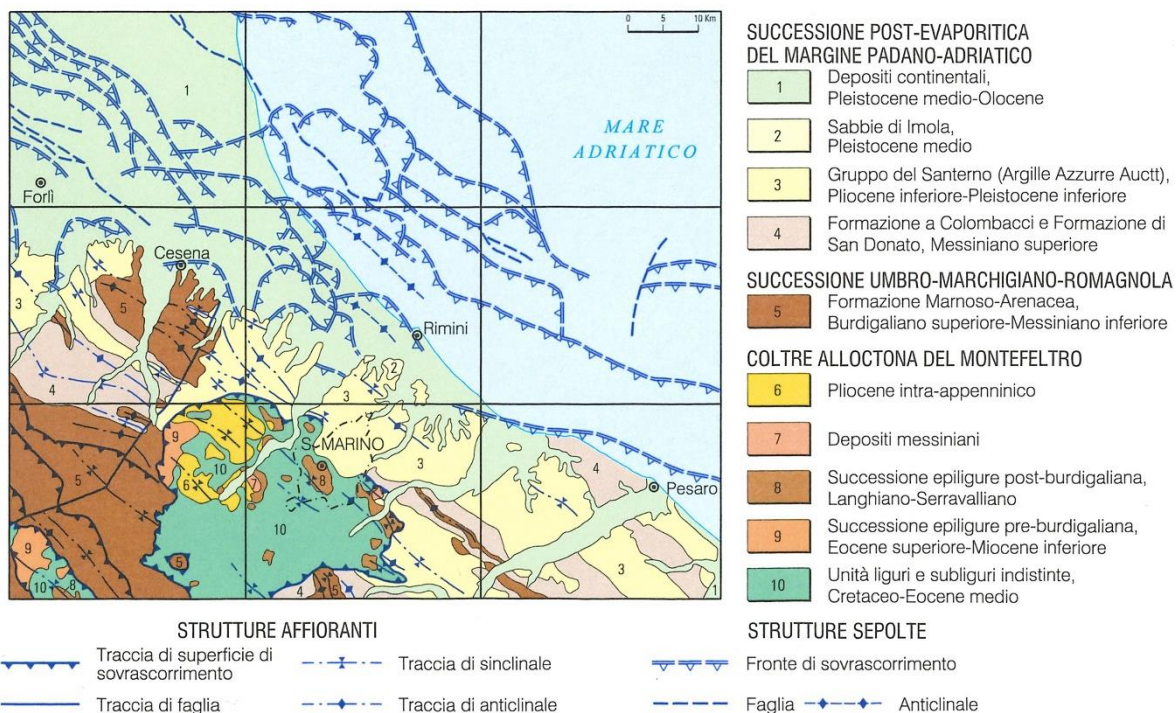 0 5 10 Km
1
MARE
ADRIATICO
Forlì
Cesena
3
5
Rimini
2
4
3
9
S. MARINO
10
7
8
6
5
3
4
Pesaro
10
5
9
10
8
4
5
3
1
SUCCESSIONE POST-EVAPORITICA
DEL MARGINE PADANO-ADRIATICO
1 Depositi continentali,
Pleistocene medio-Olocene
2 Sabbie di Imola,
Pleistocene medio
3 Gruppo del Santerno (Argille Azzurre Auctt),
Pliocene inferiore-Pleistocene inferiore
4 Formazione a Colombacci e Formazione di
San Donato, Messiniano superiore
SUCCESSIONE UMBRO-MARCHIGIANO-ROMAGNOLA
5 Formazione Marnoso-Arenacea,
Burdigaliano superiore-Messiniano inferiore
COLTRE ALLOCTONA DEL MONTEFELTRO
6 Pliocene intra-appenninico
7 Depositi messiniani
8 Successione epiligure post-burdigaliana,
Langhiano-Serravalliano
9 Successione epiligure pre-burdigaliana,
Eocene superiore-Miocene inferiore
10 Unità liguri e subliguri indistinte,
Cretaceo-Eocene medio
STRUTTURE AFFIORANTI
Traccia di superficie di
sovrascorrimento
Traccia di sinclinale
Traccia di faglia
Traccia di anticlinale
STRUTTURE SEPOLTE
Fronte di sovrascorrimento
Faglia
Anticlinale